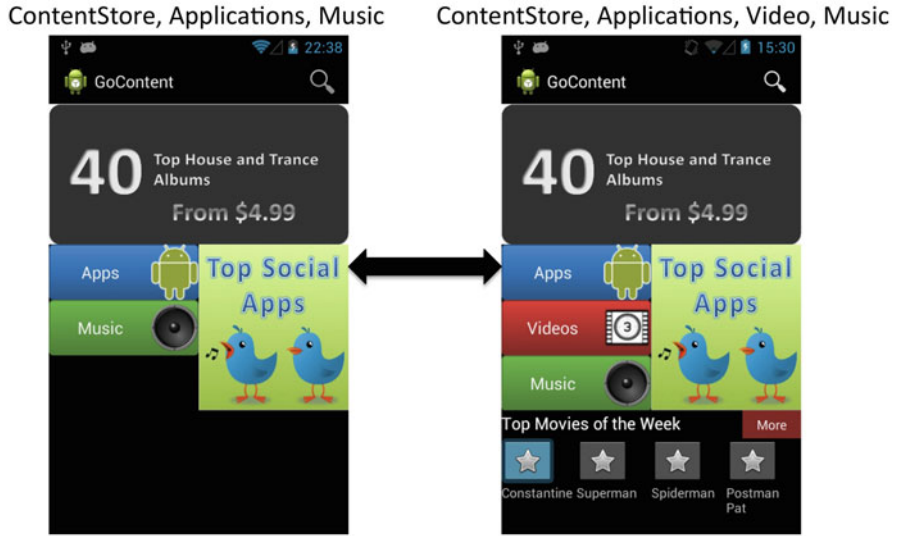 ContentStore, Applications, Music
22:38
GoContent
40
Top House and Trance
Albums
From $4.99
Apps
Music
Top Social
Apps
ContentStore, Applications, Video, Music
15:30
GoContent
40
Top House and Trance
Albums
From $4.99
Apps
Videos
3
Music
Top Social
Apps
Top Movies of the Week
More
Constantine Superman Spiderman Postman
Pat